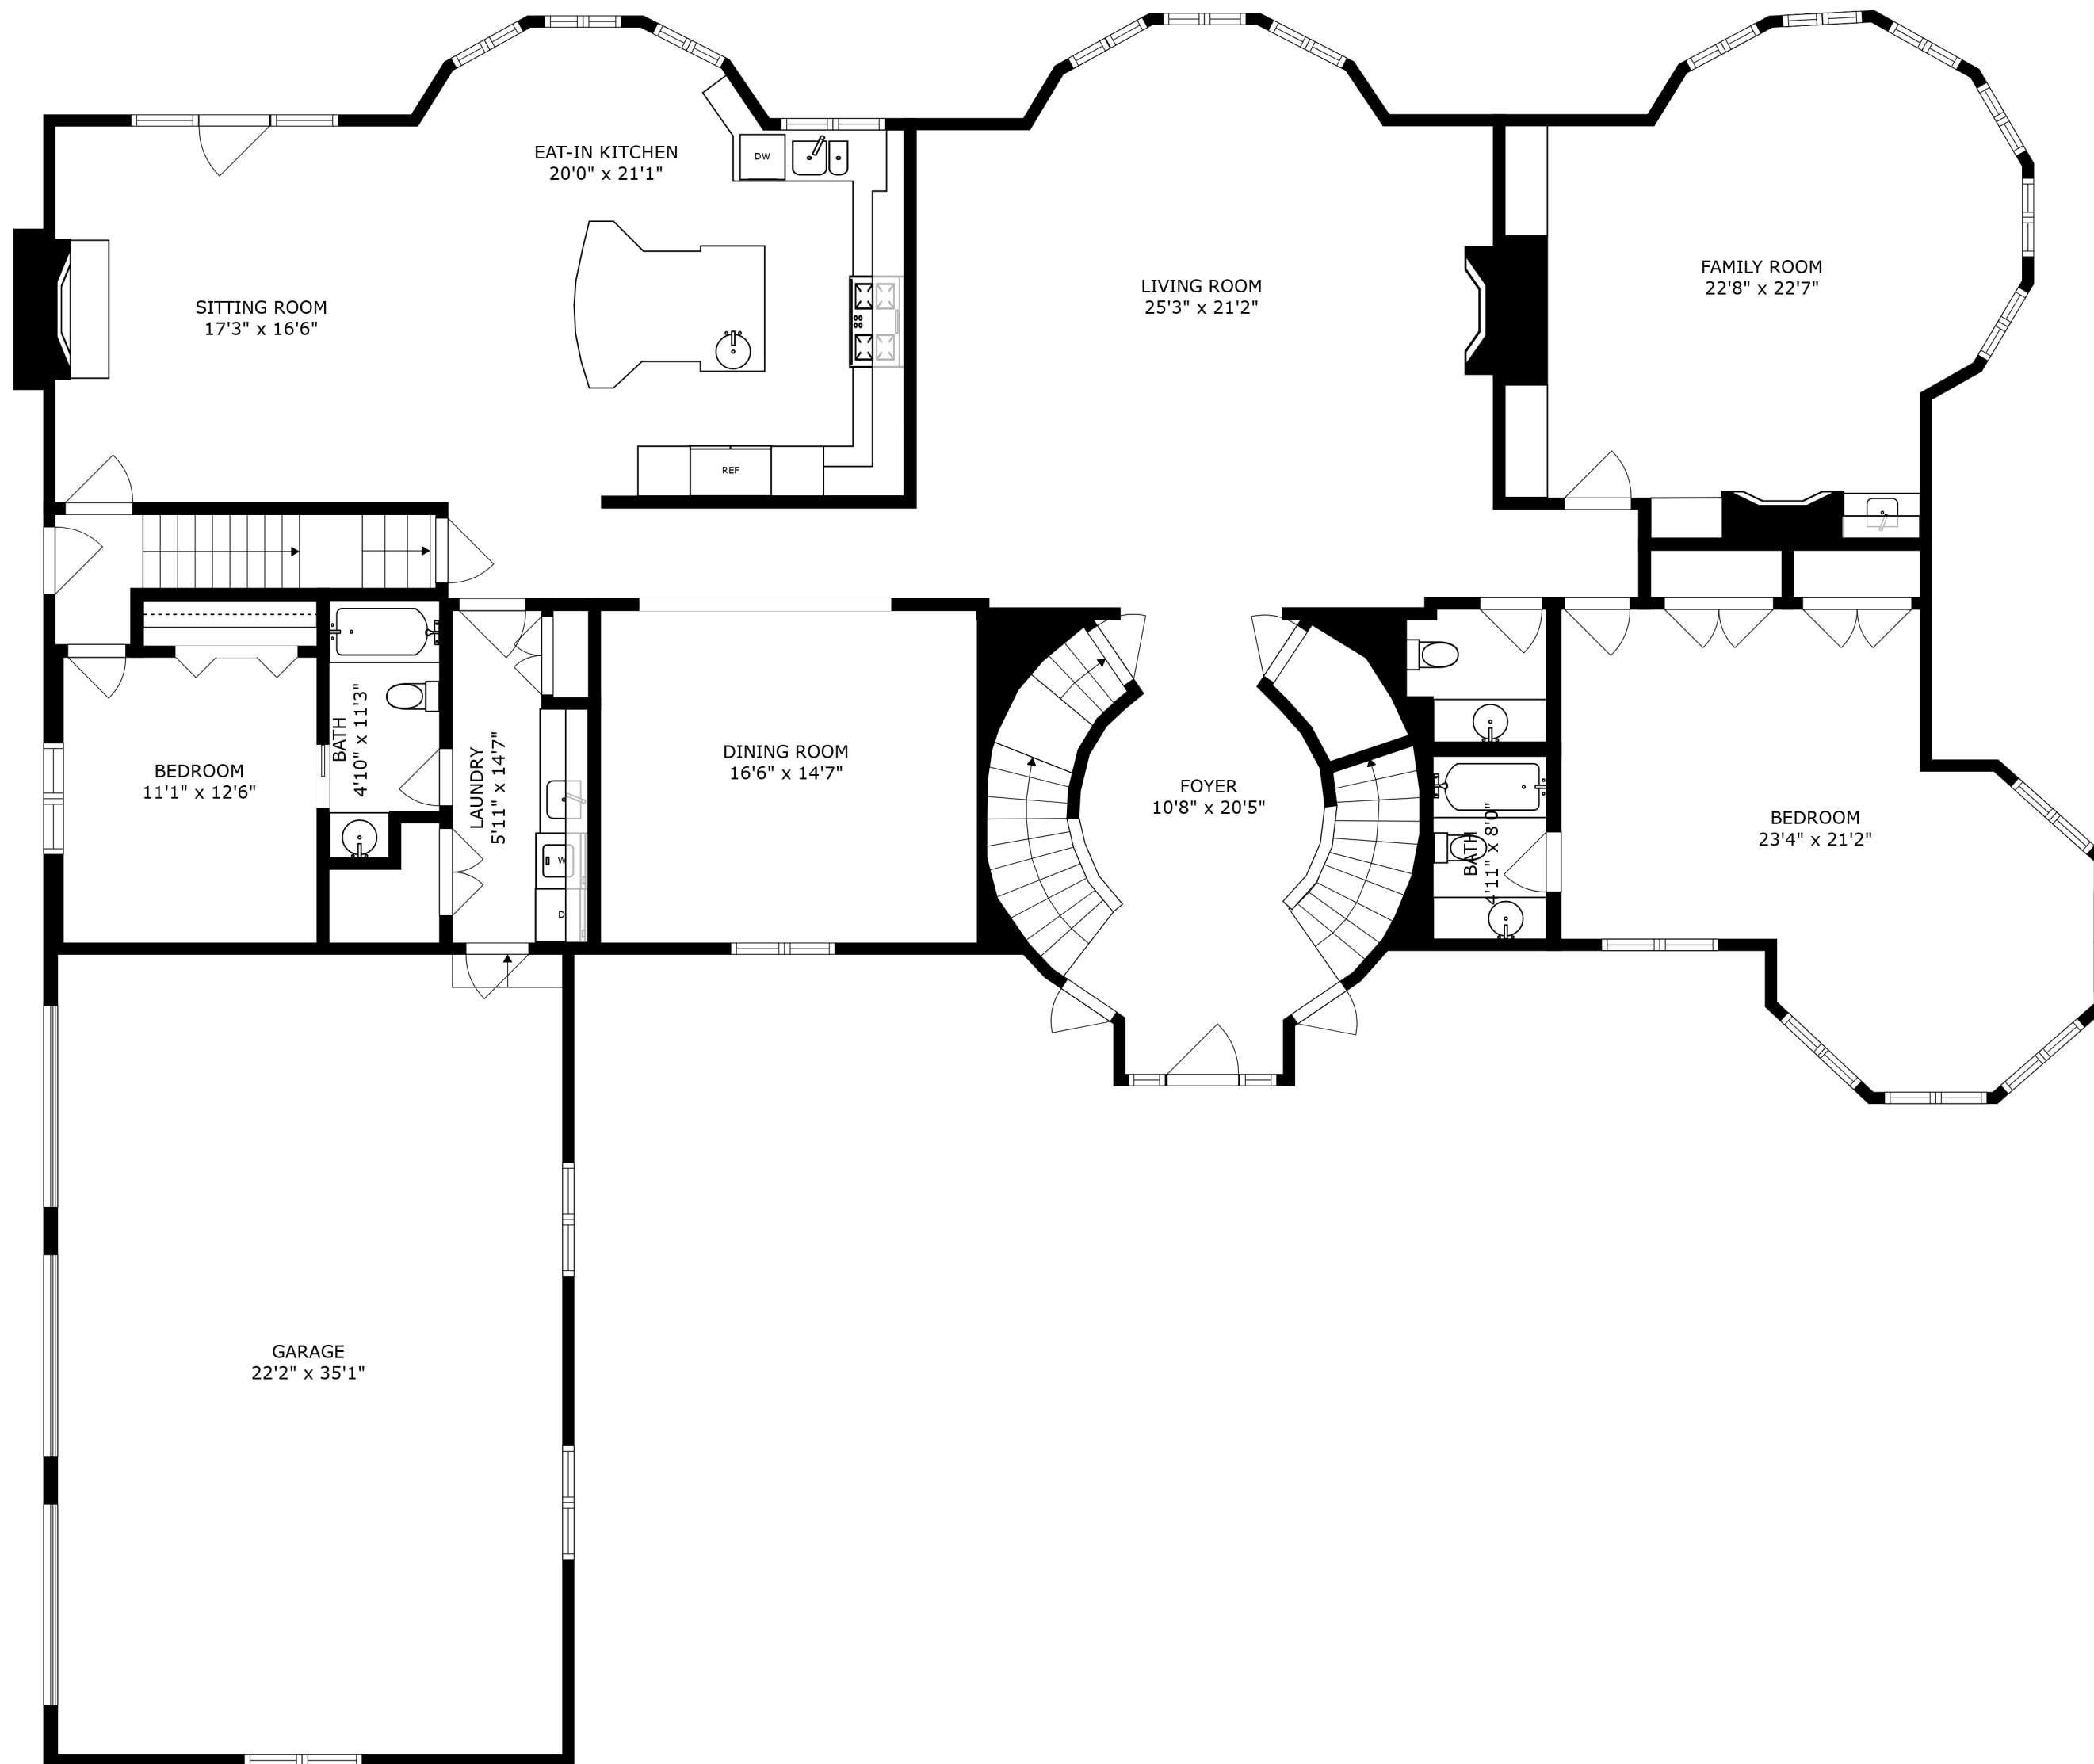 EAT-IN KITCHEN
20'0" x 21'1"
DW
SITTING ROOM
17'3" x 16'6"
REF
LIVING ROOM
25'3" x 21'2"
FAMILY ROOM
22'8" x 22'7"
BEDROOM
11'1" x 12'6"
BATH
4'10" x 11'3"
LAUNDRY
5'11" x 14'7"
W
D
DINING ROOM
16'6" x 14'7"
FOYER
10'8" x 20'5"
BATH
4'11" x 8'0"
BEDROOM
23'4" x 21'2"
GARAGE
22'2" x 35'1"